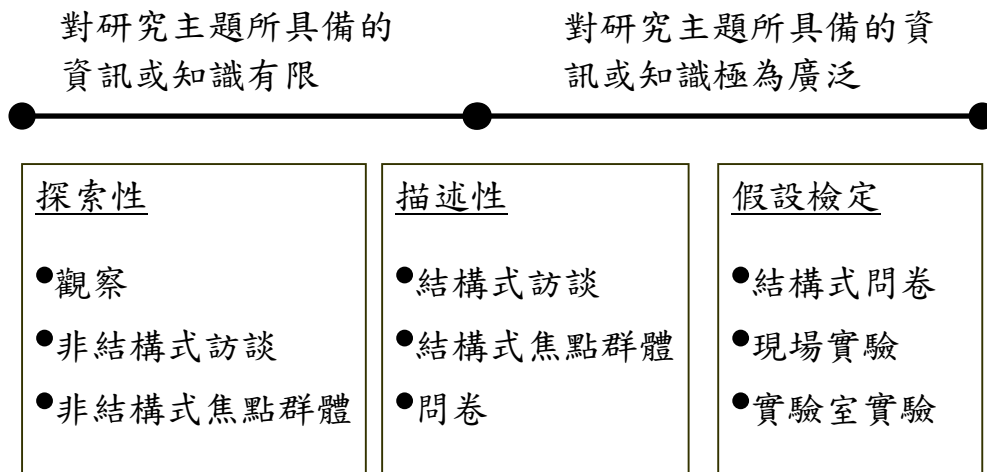 對研究主題所具備的
資訊或知識有限
對研究主題所具備的資
訊或知識極為廣泛
探索性
●觀察
●非結構式訪談
●非結構式焦點群體
描述性
●結構式訪談
●結構式焦點群體
●問卷
假設檢定
●結構式問卷
●現場實驗
●實驗室實驗